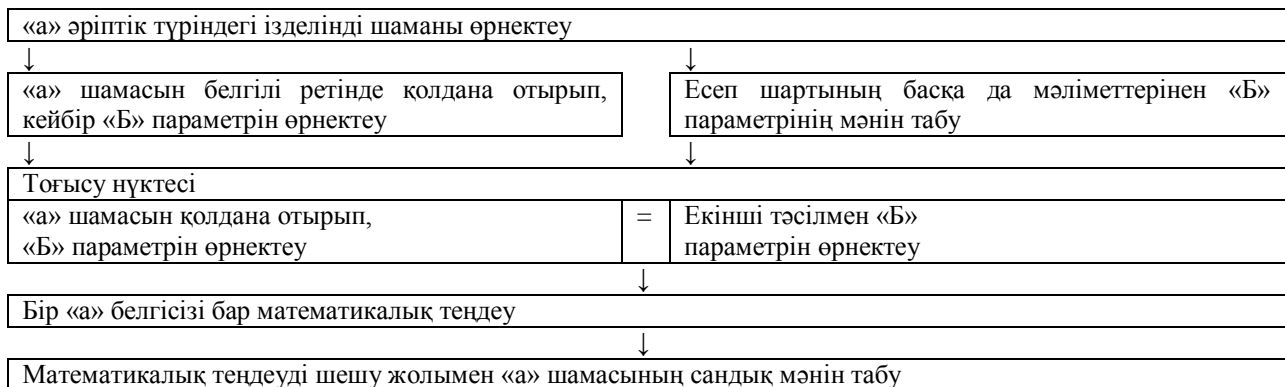 «а» әріптік түріндегі ізделінді шаманы өрнектеу
↓ ↓
«а» шамасын белгілі ретінде қолдана отырып,
кейбір «Б» параметрін өрнектеу
Есеп шартының басқа да мәліметтерінен «Б»
параметрінің мәнін табу
↓ ↓
Тоғысу нүктесі
«а» шамасын қолдана отырып,
«Б» параметрін өрнектеу
=
Екінші тәсілмен «Б»
параметрін өрнектеу
↓
Бір «а» белгісізі бар математикалық теңдеу
↓
Математикалық теңдеуді шешу жолымен «а» шамасының сандық мәнін табу